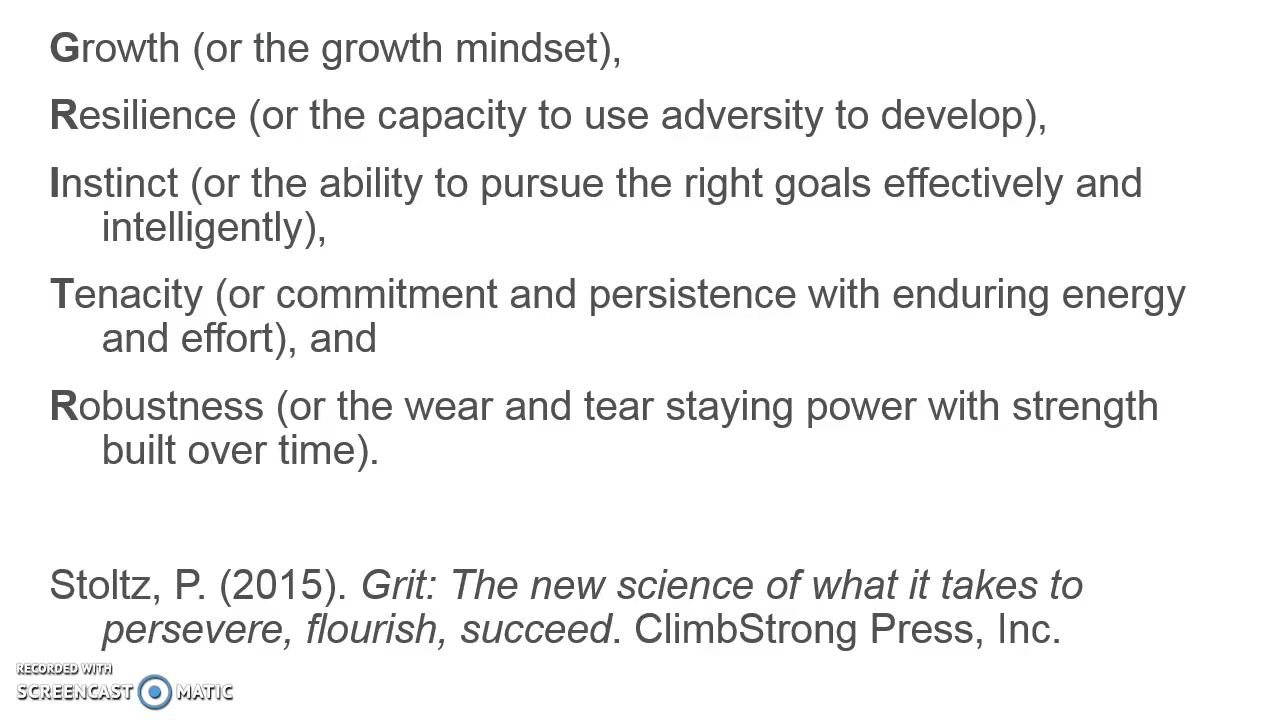 Growth (or the growth mindset),
Resilience (or the capacity to use adversity to develop),
Instinct (or the ability to pursue the right goals effectively and
intelligently),
Tenacity (or commitment and persistence with enduring energy
and effort), and
Robustness (or the wear and tear staying power with strength
built over time).
Stoltz, P. (2015). Grit: The new science of what it takes to
persevere, flourish, succeed. ClimbStrong Press, Inc.
RECORDED WITH
SCREENCAST MATIC